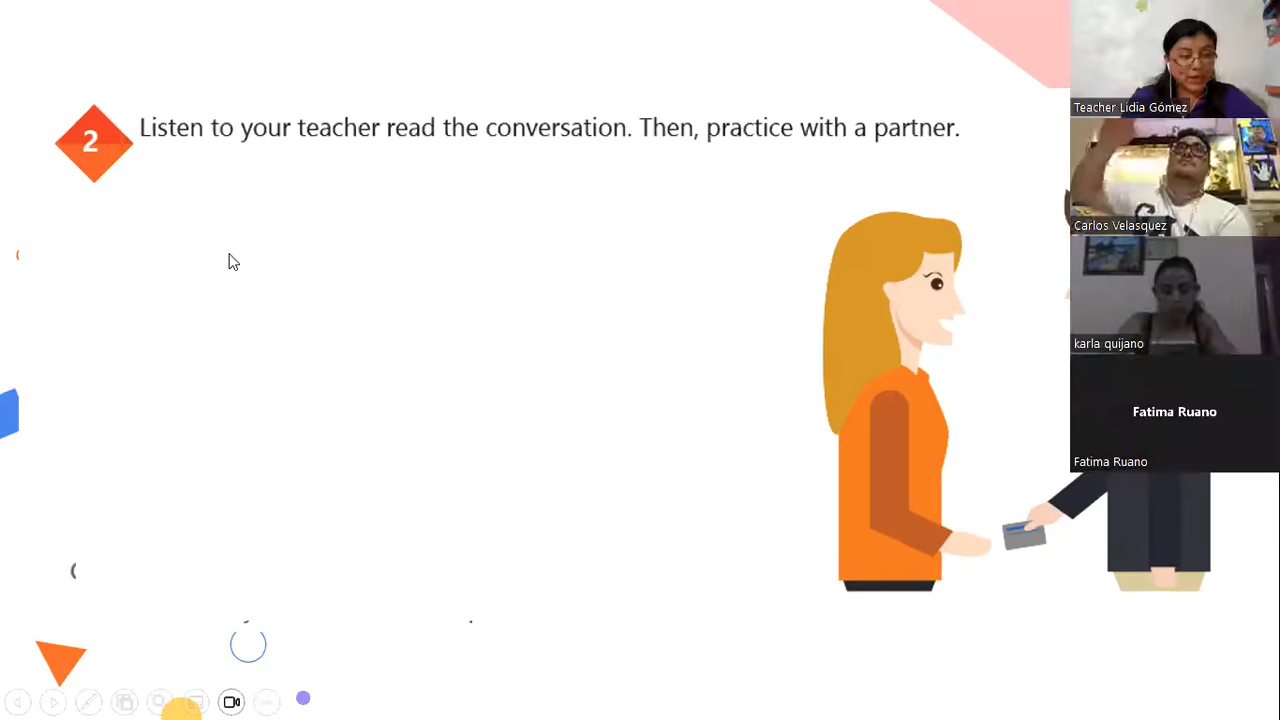 2
Listen to your teacher read the conversation. Then, practice with a partner.
Teacher Lidia Gómez
Carlos Velasquez
karla quijano
Fatima Ruano
Fatima Ruano